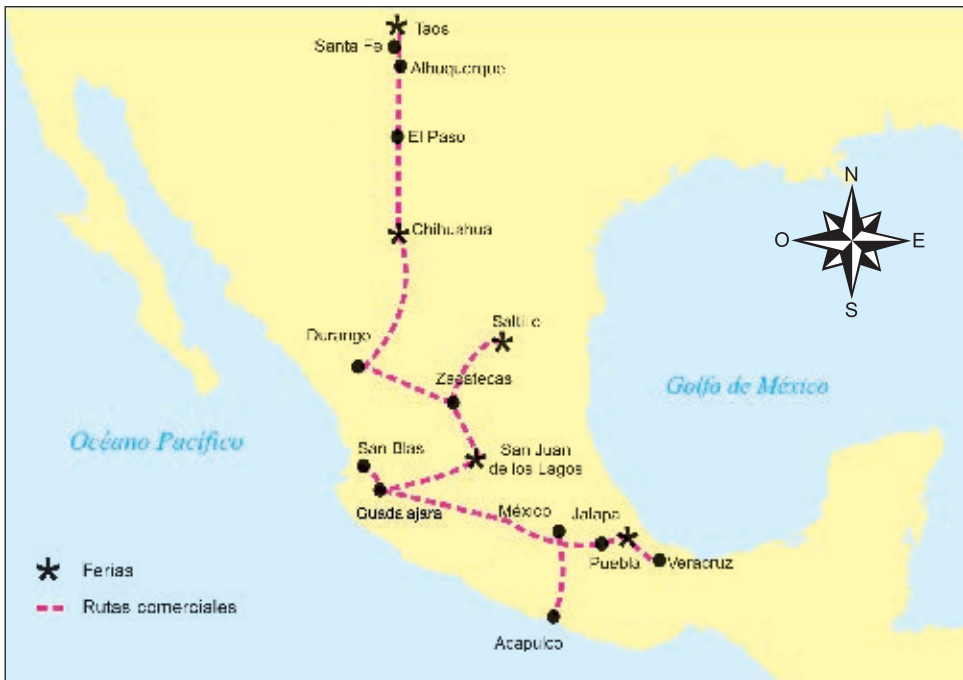 Taos
Santa Fe
Albuquerque
El Paso
Chihuahua
N
O
E
S
Saltillo
Durango
Zacatecas
Golfo de México
Océano Pacífico
San Blas
San Juan
de los Lagos
Guadalajara
México
Jalapa
Puebla
Veracruz
Ferias
Rutas comerciales
Acapulco